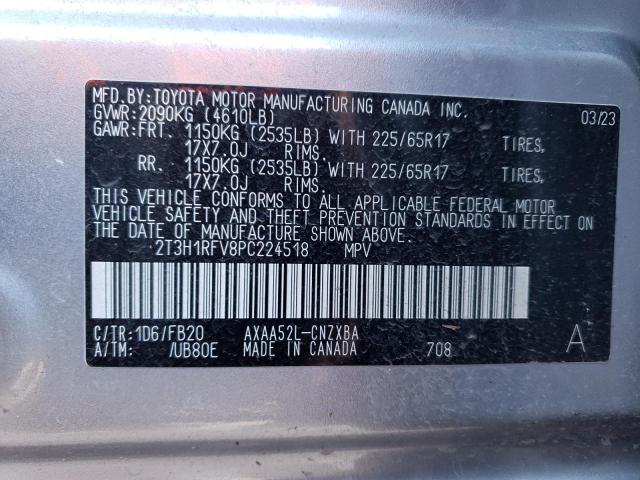 MFD.BY:TOYOTA MOTOR MANUFACTURING CANADA INC. 03/23
GVWR:2090KG (4610LB)
GAWR:FRT. 1150KG (2535LB) WITH 225/65R17 TIRES,
17X7.0J RIMS.
RR. 1150KG (2535LB) WITH 225/65R17 TIRES,
17X7.0J RIMS.
THIS VEHICLE CONFORMS TO ALL APPLICABLE FEDERAL MOTOR
VEHICLE SAFETY AND THEFT PREVENTION STANDARDS IN EFFECT ON
THE DATE OF MANUFACTURE SHOWN ABOVE.
2T3H1RFV8PC224518 MPV
C/TR:1D6/FB20 AXAA52L-CNZXBA
A/TM: /UB80E MADE IN CANADA 708 A